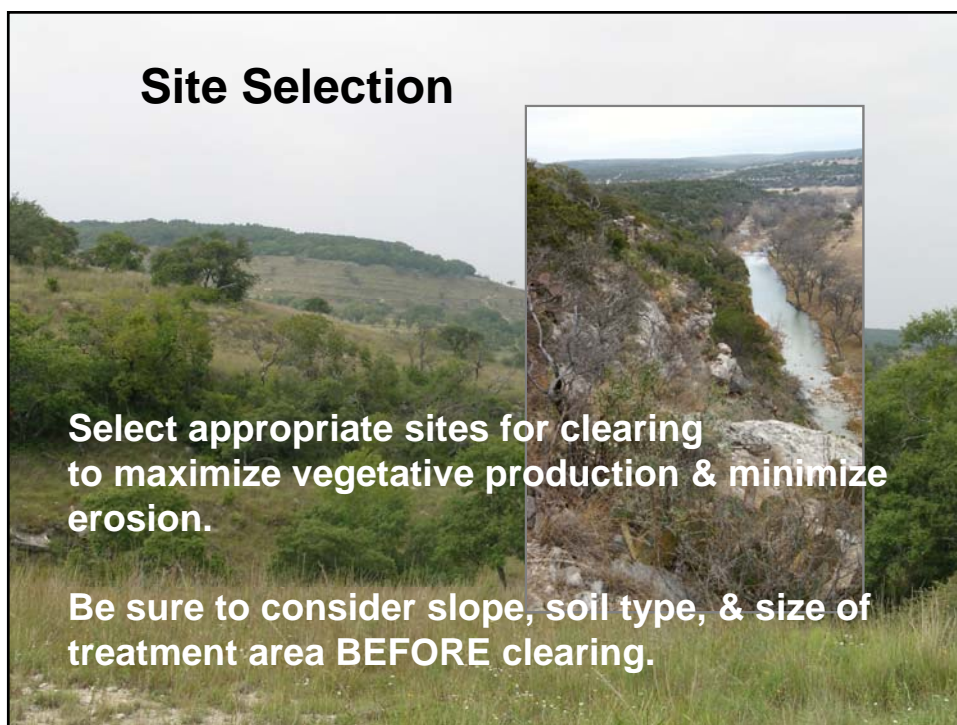 Site Selection
Select appropriate sites for clearing
to maximize vegetative production & minimize
erosion.
Be sure to consider slope, soil type, & size of
treatment area BEFORE clearing.